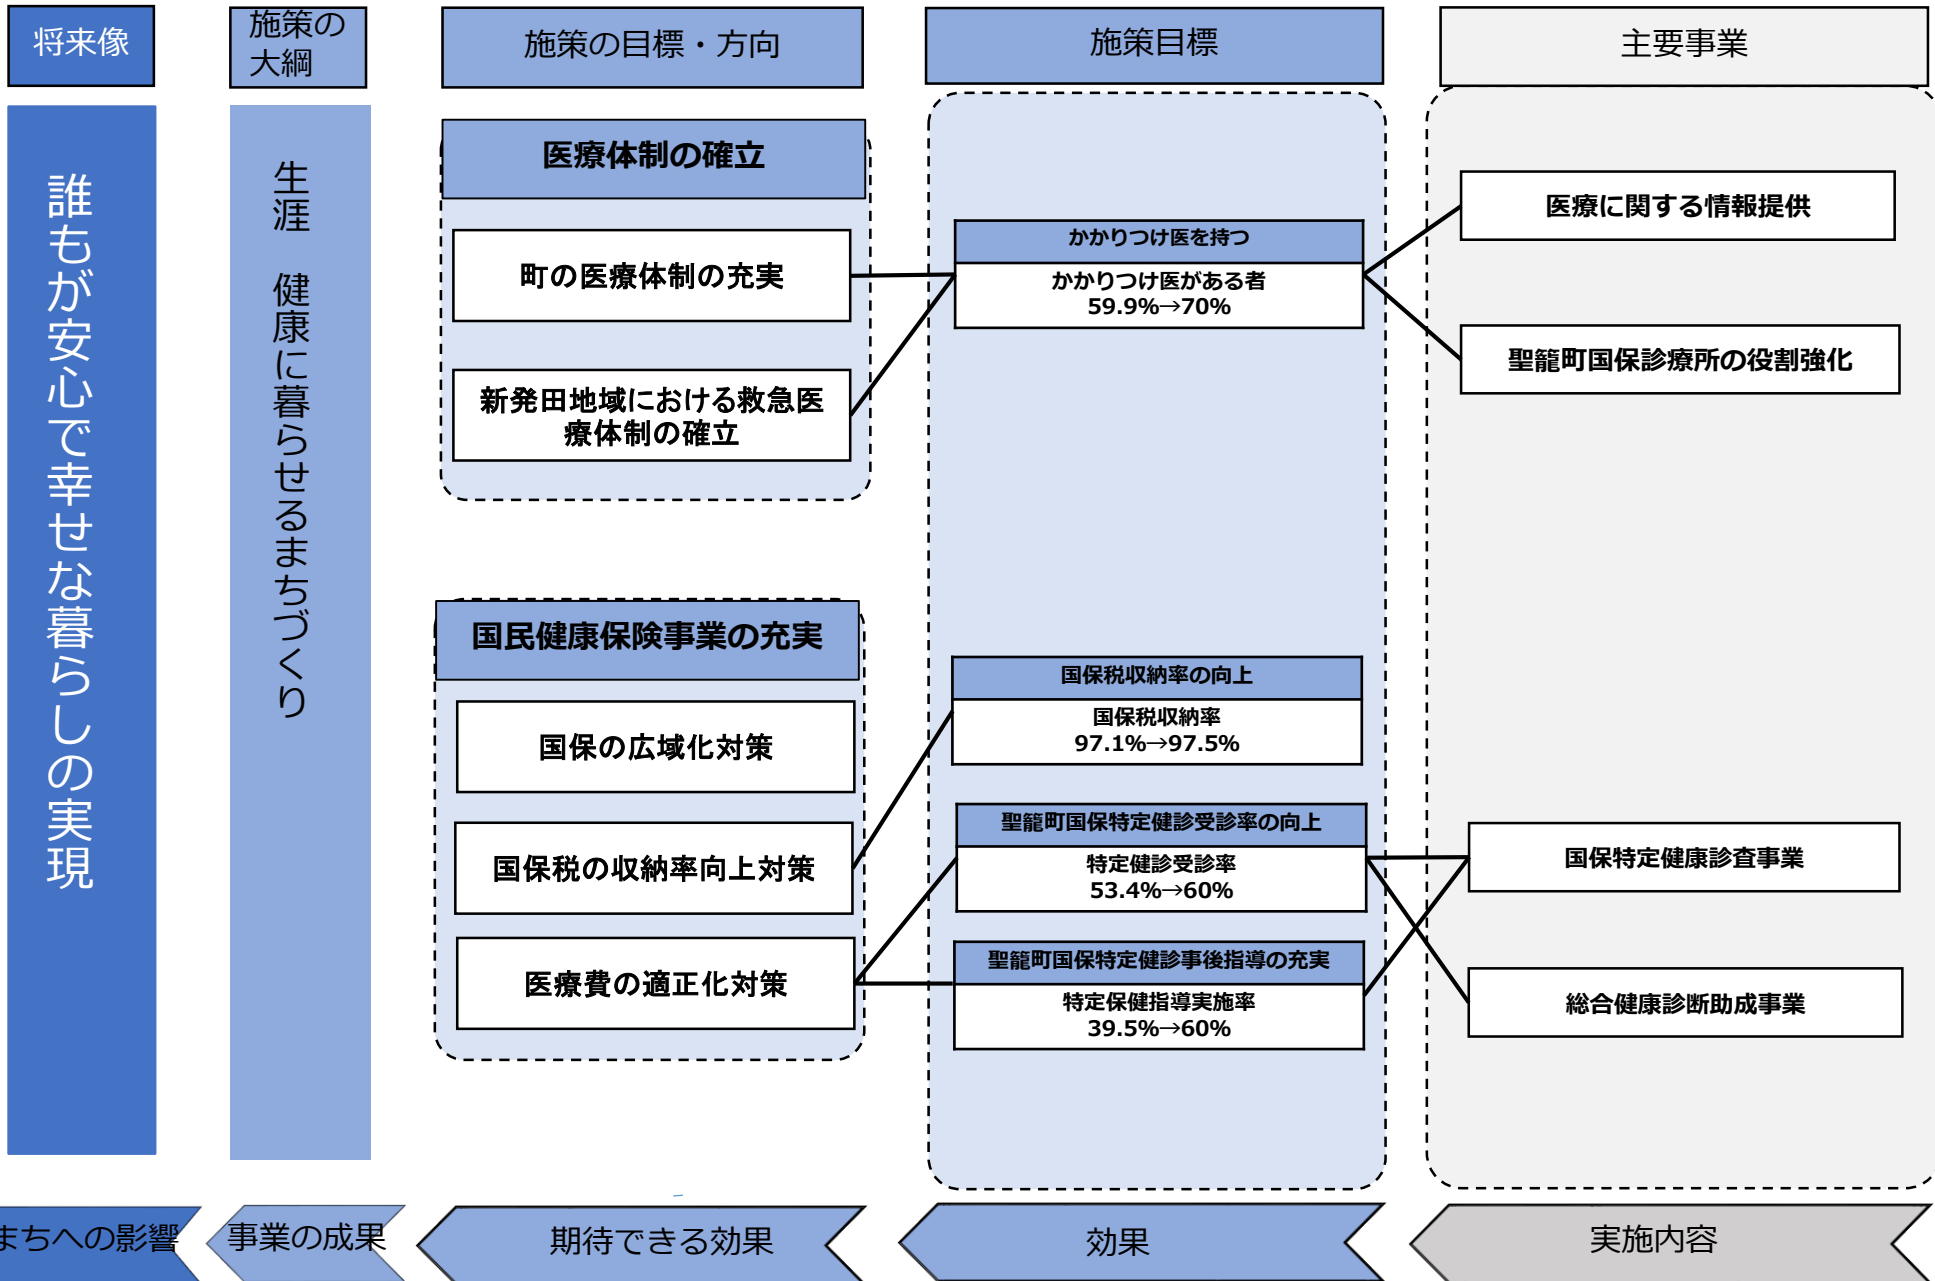 将来像
施策の
大綱
施策の目標・方向
施策目標
主要事業
誰もが安心で幸せな暮らしの実現
生涯　健康に暮らせるまちづくり
医療体制の確立
町の医療体制の充実
新発田地域における救急医
療体制の確立
かかりつけ医を持つ
かかりつけ医がある者
59.9%→70%
医療に関する情報提供
聖籠町国保診療所の役割強化
国民健康保険事業の充実
国保の広域化対策
国保税の収納率向上対策
医療費の適正化対策
国保税収納率の向上
国保税収納率
97.1%→97.5%
聖籠町国保特定健診受診率の向上
特定健診受診率
53.4%→60%
聖籠町国保特定健診事後指導の充実
特定保健指導実施率
39.5%→60%
国保特定健康診査事業
総合健康診断助成事業
まちへの影響
事業の成果
期待できる効果
効果
実施内容